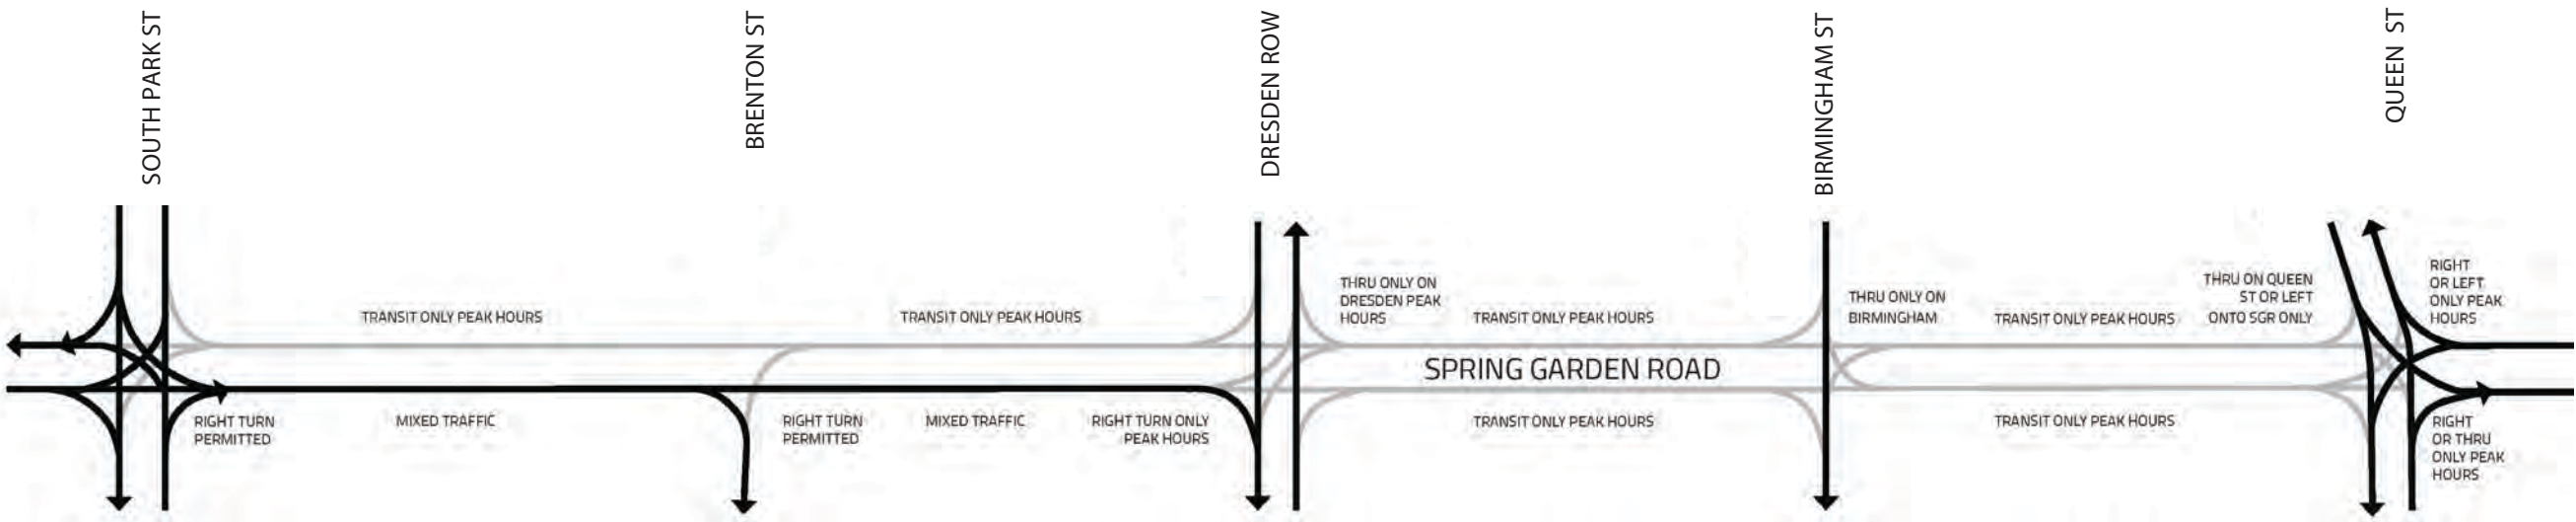 SOUTH PARK ST
BRENTON ST
DRESDEN ROW
BIRMINGHAM ST
QUEEN ST
TRANSIT ONLY PEAK HOURS
TRANSIT ONLY PEAK HOURS
THRU ONLY ON
DRESDEN PEAK
HOURS
TRANSIT ONLY PEAK HOURS
THRU ONLY ON
BIRMINGHAM
TRANSIT ONLY PEAK HOURS
THRU ON QUEEN
ST OR LEFT
ONTO SGR ONLY
RIGHT
OR LEFT
ONLY PEAK
HOURS
SPRING GARDEN ROAD
RIGHT TURN
PERMITTED
MIXED TRAFFIC
RIGHT TURN
PERMITTED
MIXED TRAFFIC
RIGHT TURN ONLY
PEAK HOURS
TRANSIT ONLY PEAK HOURS
TRANSIT ONLY PEAK HOURS
RIGHT
OR THRU
ONLY PEAK
HOURS